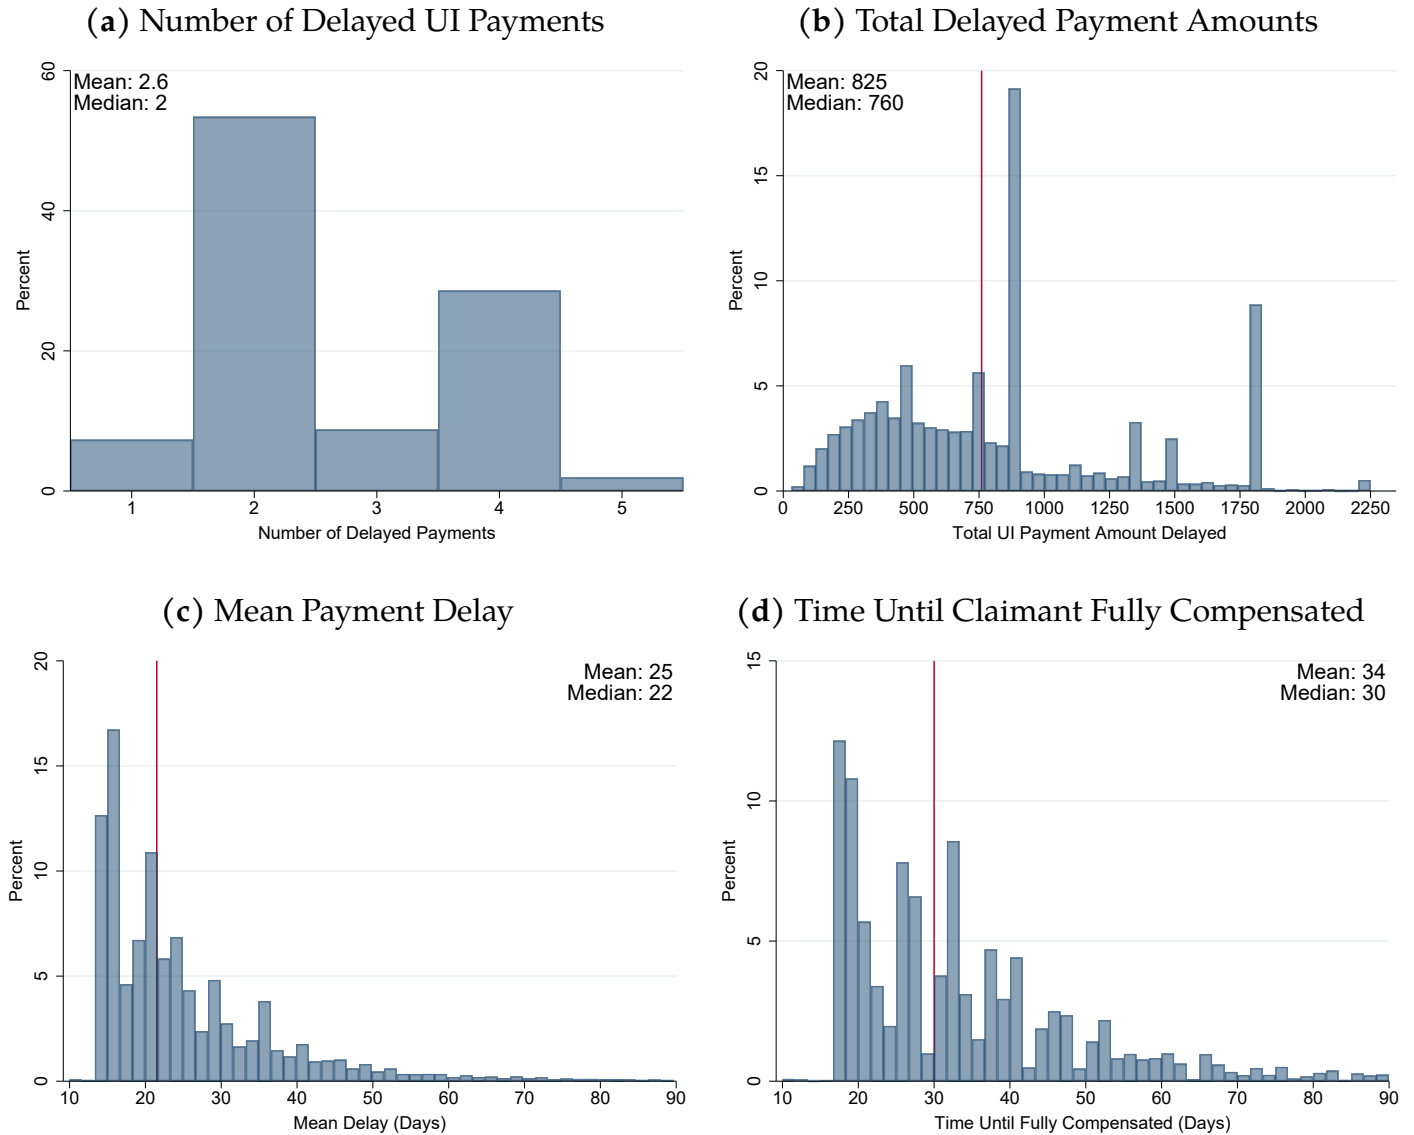 (a) Number of Delayed UI Payments
Mean: 2.6
Median: 2
60
40
20
0
Percent
1 2 3 4 5
Number of Delayed Payments
(b) Total Delayed Payment Amounts
Mean: 825
Median: 760
20
15
10
5
0
Percent
0 250 500 750 1000 1250 1500 1750 2000 2250
Total UI Payment Amount Delayed
(c) Mean Payment Delay
Mean: 25
Median: 22
20
15
10
5
0
Percent
10 20 30 40 50 60 70 80 90
Mean Delay (Days)
(d) Time Until Claimant Fully Compensated
Mean: 34
Median: 30
15
10
5
0
Percent
10 20 30 40 50 60 70 80 90
Time Until Fully Compensated (Days)